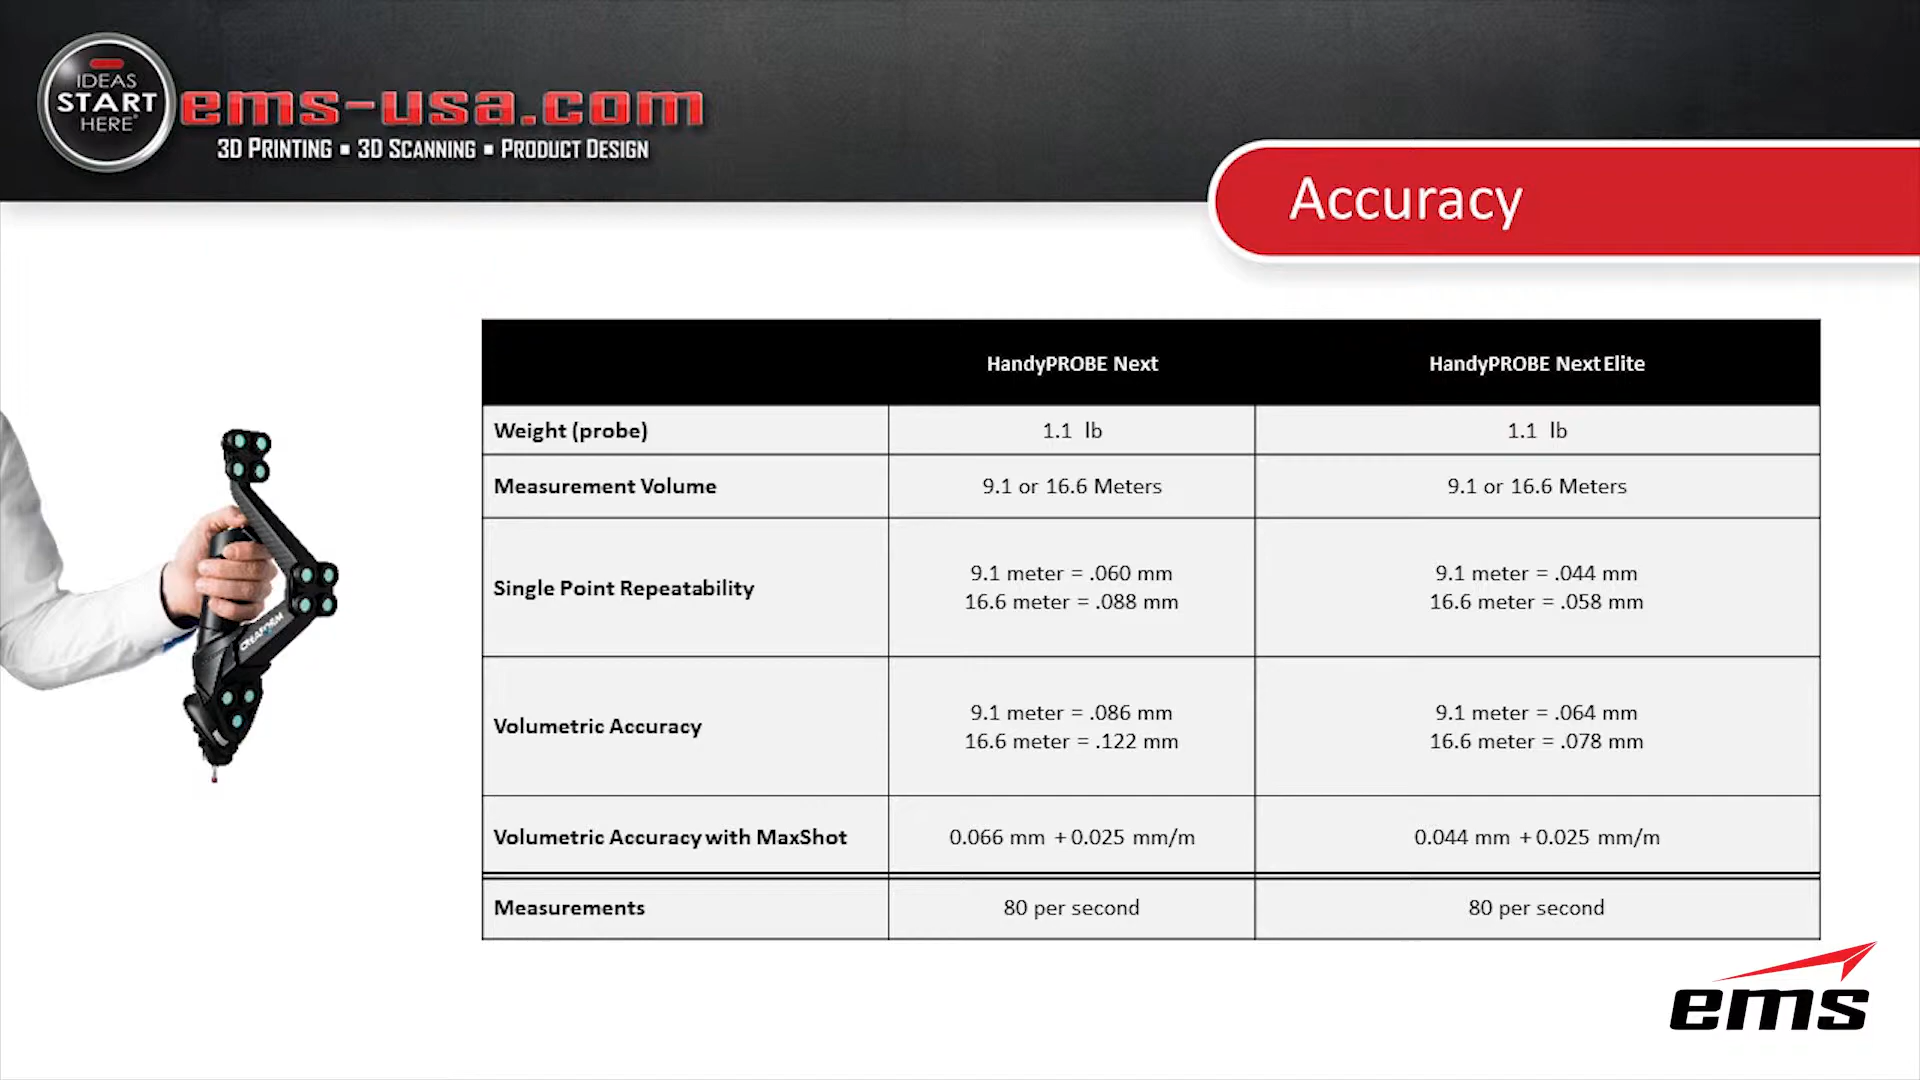 IDEAS
START
HERE
ems-usa.com
3D PRINTING ▪ 3D SCANNING ▪ PRODUCT DESIGN
Accuracy
HandyPROBE Next HandyPROBE Next Elite
Weight (probe) 1.1 lb 1.1 lb
Measurement Volume 9.1 or 16.6 Meters 9.1 or 16.6 Meters
Single Point Repeatability
9.1 meter = .060 mm
16.6 meter = .088 mm
9.1 meter = .044 mm
16.6 meter = .058 mm
Volumetric Accuracy
9.1 meter = .086 mm
16.6 meter = .122 mm
9.1 meter = .064 mm
16.6 meter = .078 mm
Volumetric Accuracy with MaxShot 0.066 mm + 0.025 mm/m 0.044 mm + 0.025 mm/m
Measurements 80 per second 80 per second
CREAFORM
ems